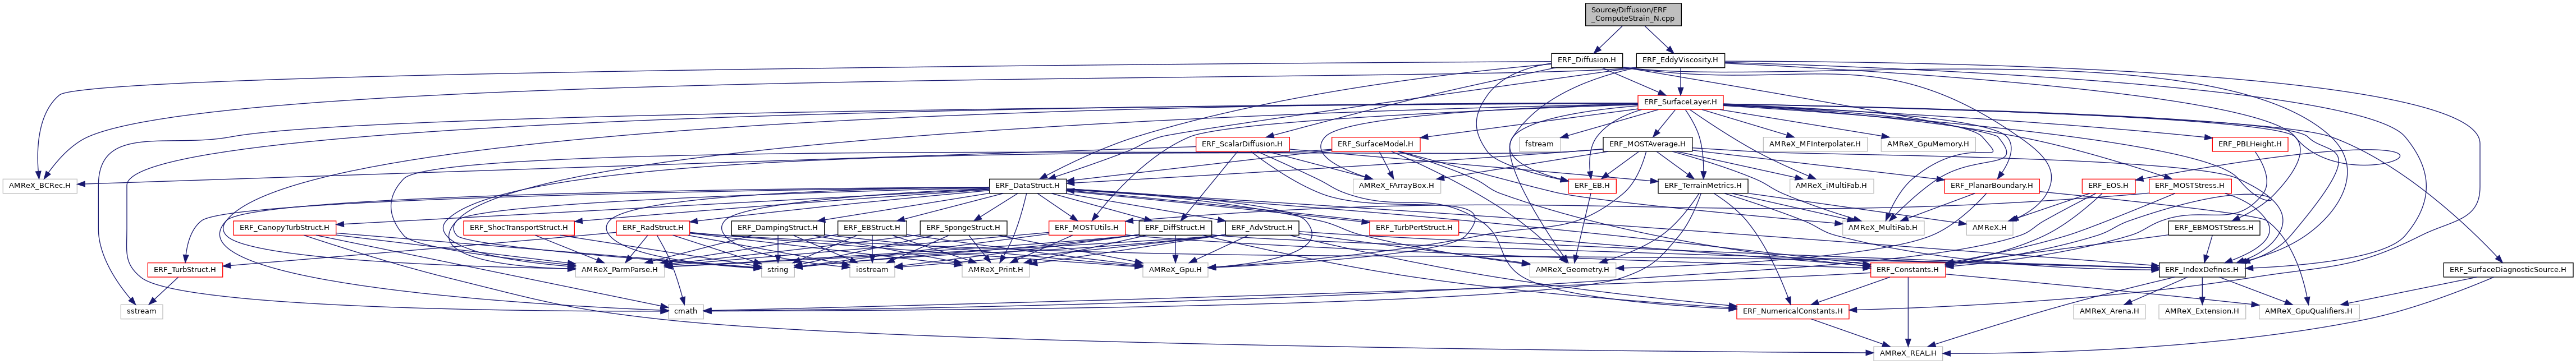 Source/Diffusion/ERF
_ComputeStrain_N.cpp
ERF_Diffusion.H
ERF_EddyViscosity.H
ERF_SurfaceLayer.H
ERF_ScalarDiffusion.H
ERF_SurfaceModel.H
fstream
ERF_MOSTAverage.H
AMReX_MFInterpolater.H
AMReX_GpuMemory.H
ERF_PBLHeight.H
AMReX_BCRec.H
ERF_DataStruct.H
AMReX_FArrayBox.H
ERF_EB.H
ERF_TerrainMetrics.H
AMReX_iMultiFab.H
ERF_PlanarBoundary.H
ERF_EOS.H
ERF_MOSTStress.H
ERF_CanopyTurbStruct.H
ERF_ShocTransportStruct.H
ERF_RadStruct.H
ERF_DampingStruct.H
ERF_EBStruct.H
ERF_SpongeStruct.H
ERF_MOSTUtils.H
ERF_DiffStruct.H
ERF_AdvStruct.H
ERF_TurbPertStruct.H
AMReX_MultiFab.H
AMReX.H
ERF_EBMOSTStress.H
ERF_TurbStruct.H
AMReX_ParmParse.H
string
iostream
AMReX_Print.H
AMReX_Gpu.H
AMReX_Geometry.H
ERF_Constants.H
ERF_IndexDefines.H
ERF_SurfaceDiagnosticSource.H
sstream
cmath
ERF_NumericalConstants.H
AMReX_Arena.H
AMReX_Extension.H
AMReX_GpuQualifiers.H
AMReX_REAL.H